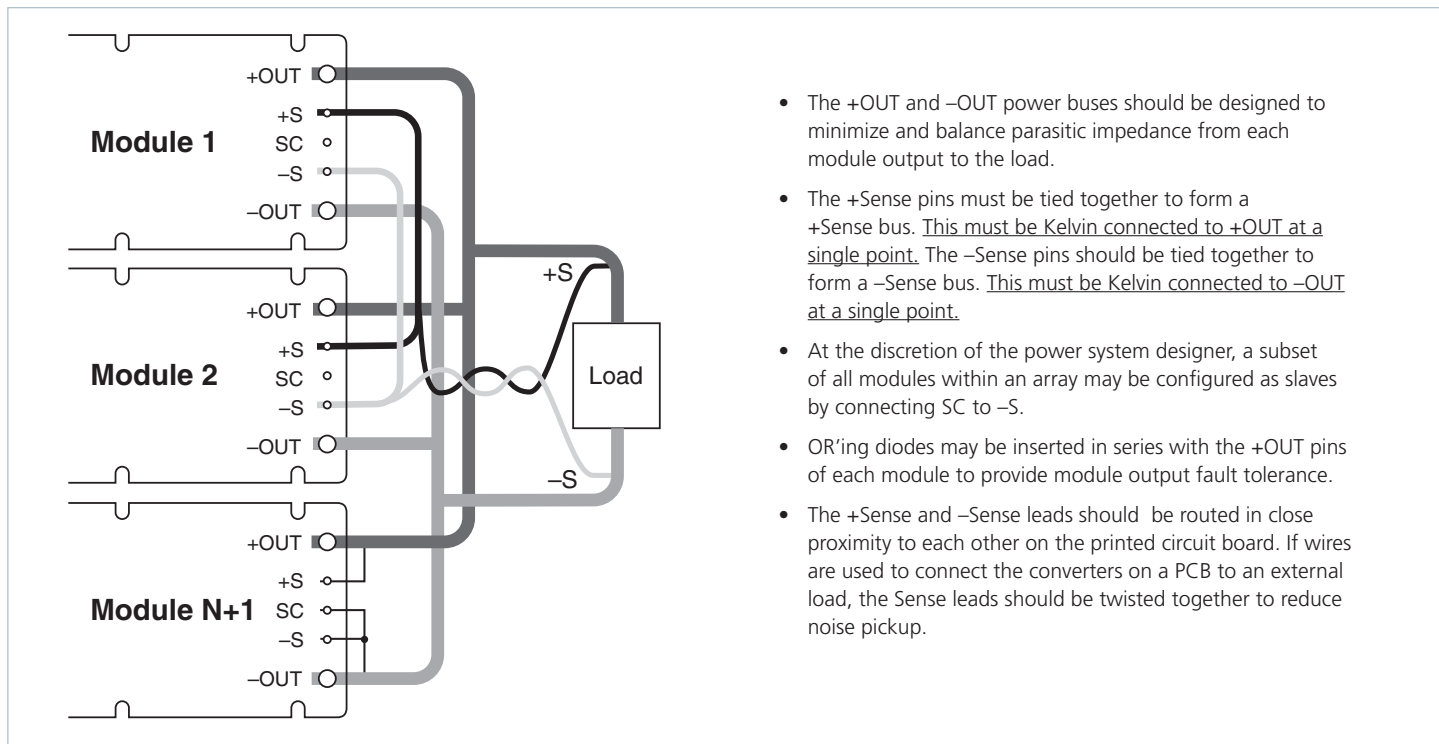 +OUT
+S
Module 1
SC
–S
–OUT
+OUT
+S
Module 2
SC
–S
–OUT
+OUT
+S
Module N+1
SC
–S
–OUT
+S
Load
–S
• The +OUT and –OUT power buses should be designed to
minimize and balance parasitic impedance from each
module output to the load.
• The +Sense pins must be tied together to form a
+Sense bus. This must be Kelvin connected to +OUT at a
single point. The –Sense pins should be tied together to
form a –Sense bus. This must be Kelvin connected to –OUT
at a single point.
• At the discretion of the power system designer, a subset
of all modules within an array may be configured as slaves
by connecting SC to –S.
• OR'ing diodes may be inserted in series with the +OUT pins
of each module to provide module output fault tolerance.
• The +Sense and –Sense leads should  be routed in close
proximity to each other on the printed circuit board. If wires
are used to connect the converters on a PCB to an external
load, the Sense leads should be twisted together to reduce
noise pickup.